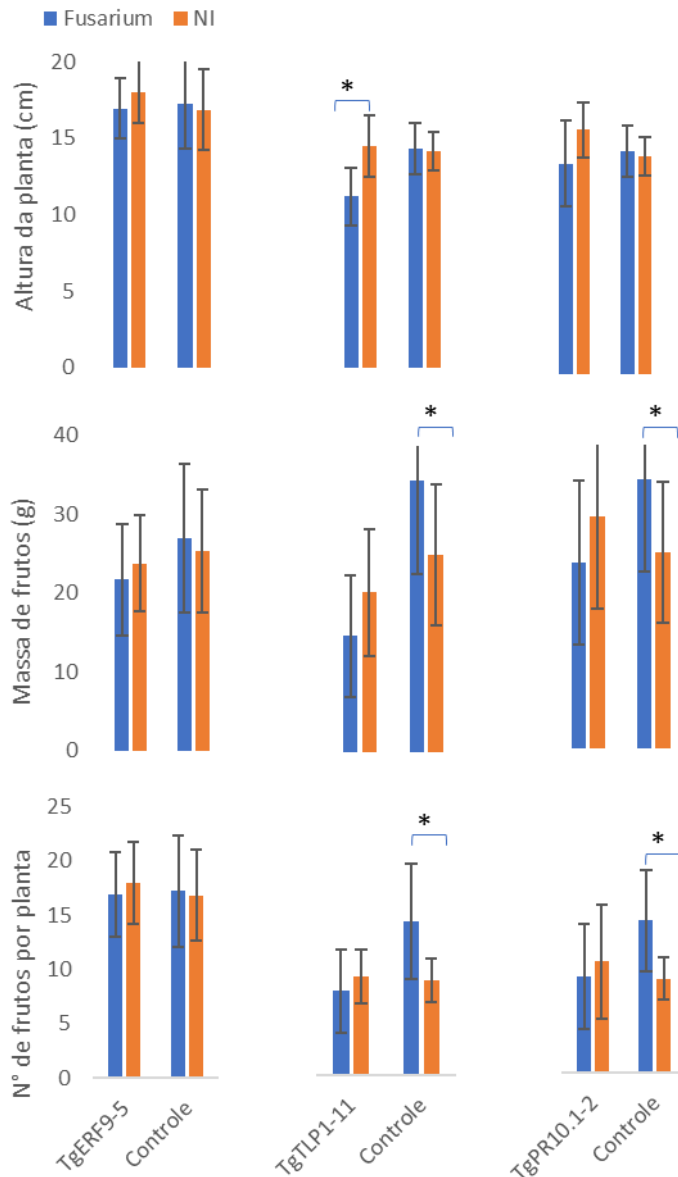 Fusarium NI
Altura da planta (cm)
20
15
10
5
0
*
Massa de frutos (g)
40
30
20
10
0
*
*
N° de frutos por planta
25
20
15
10
5
0
*
*
TgERF9-5
Controle
TgTLP1-11
Controle
TgPR10.1-2
Controle